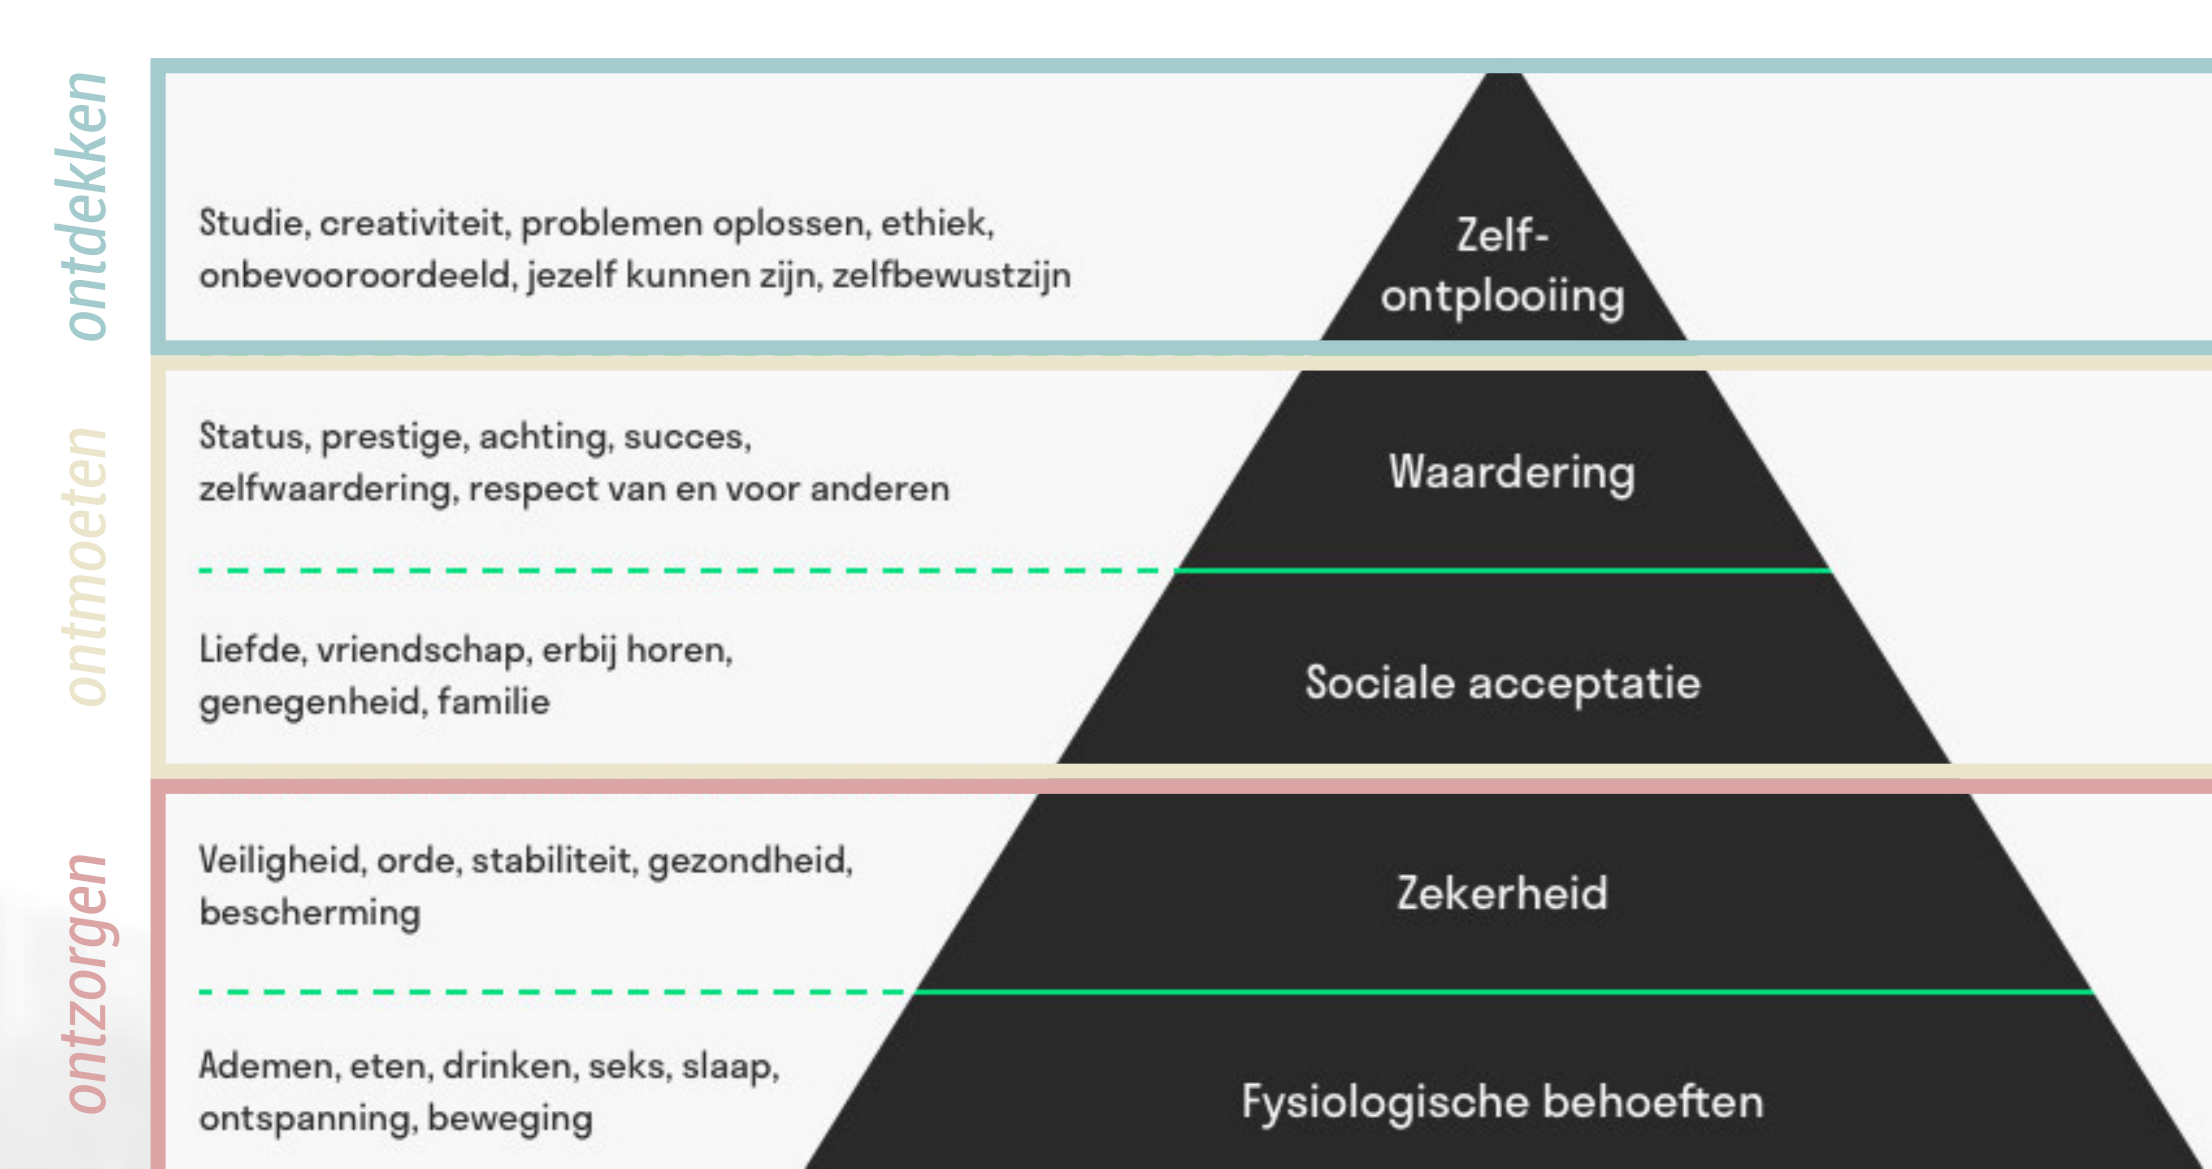 ontdekken
Studie, creativiteit, problemen oplossen, ethiek,
onbevooroordeeld, jezelf kunnen zijn, zelfbewustzijn
Zelf-
ontplooiing
ontmoeten
Status, prestige, achting, succes,
zelfwaardering, respect van en voor anderen
Waardering
Liefde, vriendschap, erbij horen,
genegenheid, familie
Sociale acceptatie
ontzorgen
Veiligheid, orde, stabiliteit, gezondheid,
bescherming
Zekerheid
Ademen, eten, drinken, seks, slaap,
ontspanning, beweging
Fysiologische behoeften